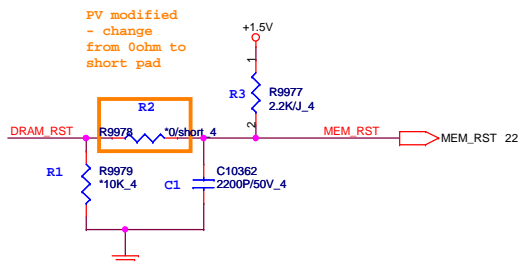 PV modified
- change
from 0ohm to
short pad
+1.5V
1
R3
R9977
2.2K/J_4
2
R2
DRAM_RST
R9978
*0/short_4
MEM_RST
MEM_RST 22
R1
R9979
*10K_4
C1
C10362
2200P/50V_4